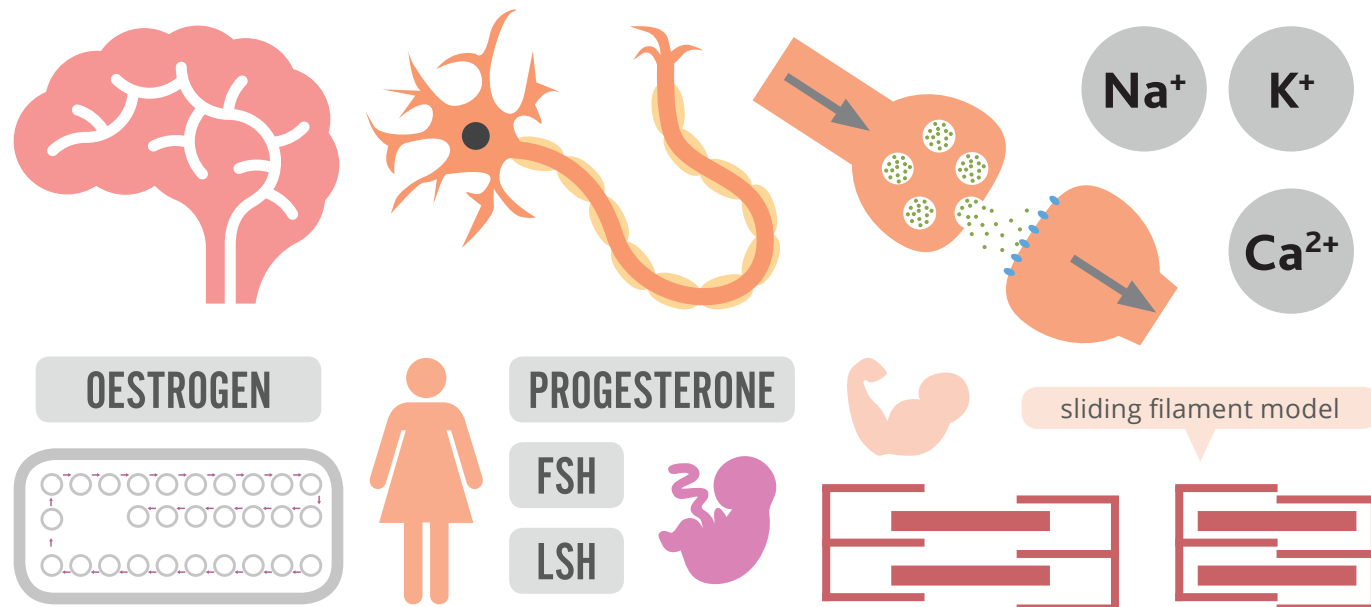 Na⁺
K⁺
Ca²⁺
OESTROGEN
PROGESTERONE
FSH
LSH
sliding filament model